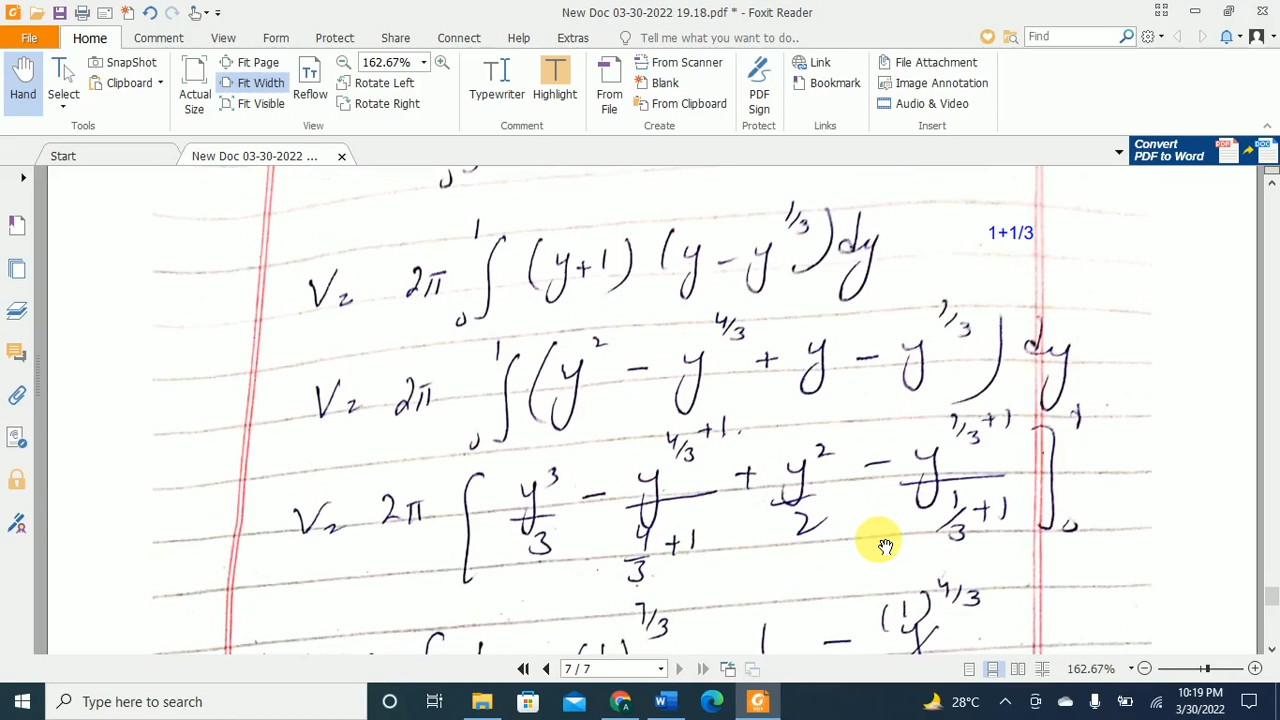 New Doc 03-30-2022 19.18.pdf * - Foxit Reader
File Home Comment View Form Protect Share Connect Help Extras Tell me what you want to do.. Find
Hand Select SnapShot Clipboard Actual Size Fit Page Fit Width Fit Visible Reflow 162.67% Rotate Left Rotate Right Typewriter Highlight From File From Scanner Blank From Clipboard PDF Sign Link Bookmark File Attachment Image Annotation Audio & Video
Tools View Comment Create Protect Links Insert
Start New Doc 03-30-2022 ... Convert PDF to Word
V= 2π ∫₀¹ (y+1) (y - y^1/3) dy 1+1/3
V= 2π ∫₀¹ (y² - y^4/3 + y - y^1/3) dy
V= 2π [ y³/3 - y^(4/3+1)/(4/3+1) + y²/2 - y^(1/3+1)/(1/3+1) ]₀¹
(1)^7/3 1 - (1)^4/3
7 / 7 162.67%
Type here to search 28°C 10:19 PM
3/30/2022